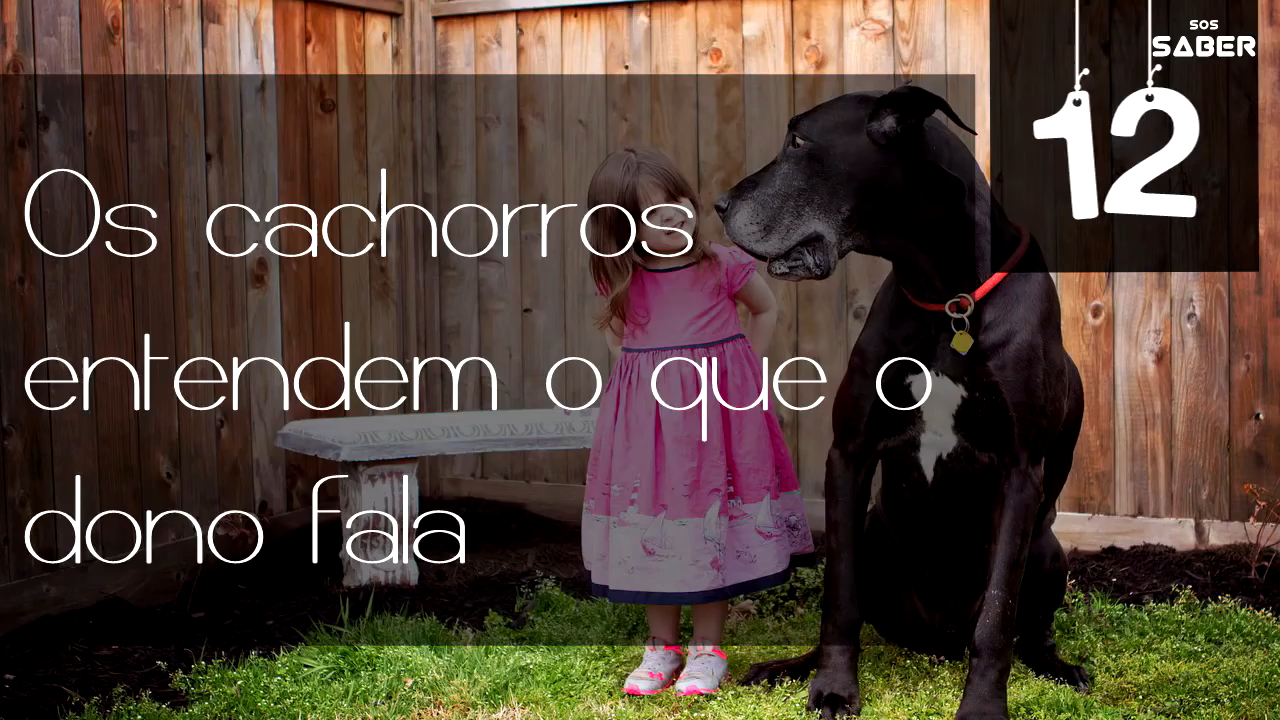 SOS
SABER
12
Os cachorros
entendem o que o
dono fala